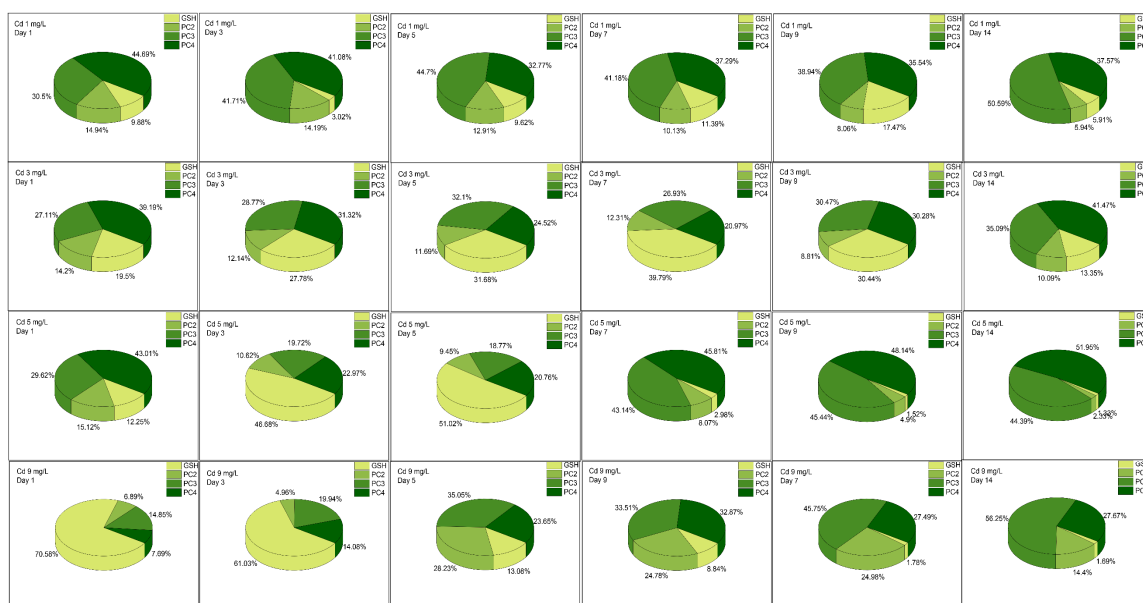 Cd 1 mg/L
Day 1
GSH
PC2
PC3
PC4
44.69%
30.5%
14.94%
9.88%
Cd 1 mg/L
Day 3
GSH
PC2
PC3
PC4
41.08%
41.71%
14.19%
3.02%
Cd 1 mg/L
Day 5
GSH
PC2
PC3
PC4
44.7%
32.77%
12.91%
9.62%
Cd 1 mg/L
Day 7
GSH
PC2
PC3
PC4
41.18%
37.29%
10.13%
11.39%
Cd 1 mg/L
Day 9
GSH
PC2
PC3
PC4
38.94%
35.54%
8.06%
17.47%
Cd 1 mg/L
Day 14
GS
PC
PC
PC
37.57%
50.59%
5.94%
5.91%
Cd 3 mg/L
Day 1
GSH
PC2
PC3
PC4
27.11%
39.19%
14.2%
19.5%
Cd 3 mg/L
Day 3
GSH
PC2
PC3
PC4
28.77%
31.32%
12.14%
27.78%
Cd 3 mg/L
Day 5
GSH
PC2
PC3
PC4
32.1%
24.52%
11.69%
31.68%
Cd 3 mg/L
Day 7
GSH
PC2
PC3
PC4
26.93%
12.31%
20.97%
39.79%
Cd 3 mg/L
Day 9
GSH
PC2
PC3
PC4
30.47%
30.28%
8.81%
30.44%
Cd 3 mg/L
Day 14
GS
PC
PC
PC
41.47%
35.09%
10.09%
13.35%
Cd 5 mg/L
Day 1
GSH
PC2
PC3
PC4
43.01%
29.62%
15.12%
12.25%
Cd 5 mg/L
Day 3
GSH
PC2
PC3
PC4
19.72%
10.62%
22.97%
46.68%
Cd 5 mg/L
Day 5
GSH
PC2
PC3
PC4
18.77%
9.45%
20.76%
51.02%
Cd 5 mg/L
Day 7
GSH
PC2
PC3
PC4
45.81%
43.14%
2.98%
8.07%
Cd 5 mg/L
Day 9
GSH
PC2
PC3
PC4
48.14%
45.44%
1.52%
4.9%
Cd 5 mg/L
Day 14
GS
PC
PC
PC
51.95%
44.39%
1.33%
2.33%
Cd 9 mg/L
Day 1
GSH
PC2
PC3
PC4
6.89%
14.85%
70.58%
7.69%
Cd 9 mg/L
Day 3
GSH
PC2
PC3
PC4
4.96%
19.94%
14.08%
61.03%
Cd 9 mg/L
Day 5
GSH
PC2
PC3
PC4
35.05%
23.65%
28.23%
13.08%
Cd 9 mg/L
Day 9
GSH
PC2
PC3
PC4
33.51%
32.87%
24.78%
8.84%
Cd 9 mg/L
Day 7
GSH
PC2
PC3
PC4
45.75%
27.49%
24.98%
1.78%
Cd 9 mg/L
Day 14
GS
PC
PC
PC
56.25%
27.67%
14.4%
1.69%